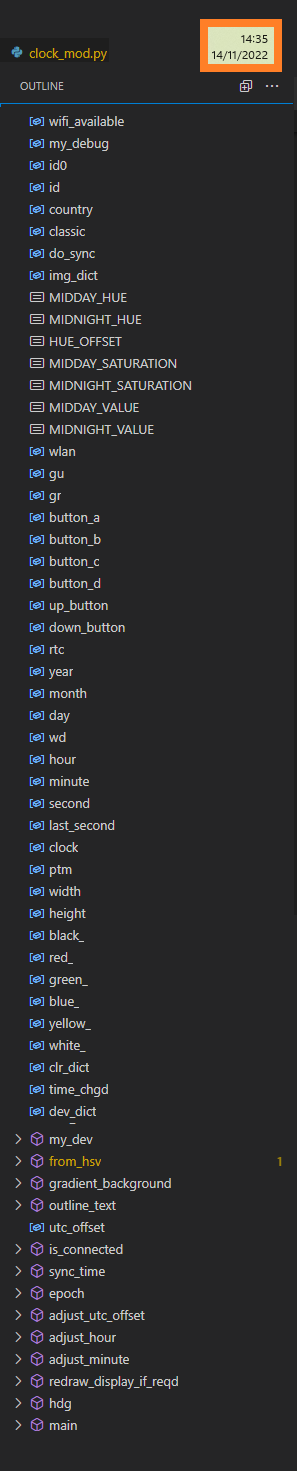 14:35
clock_mod.py
14/11/2022
OUTLINE
wifi_available
my_debug
id0
id
country
classic
do_sync
img_dict
MIDDAY_HUE
MIDNIGHT_HUE
HUE_OFFSET
MIDDAY_SATURATION
MIDNIGHT_SATURATION
MIDDAY_VALUE
MIDNIGHT_VALUE
wlan
gu
gr
button_a
button_b
button_c
button_d
up_button
down_button
rtc
year
month
day
wd
hour
minute
second
last_second
clock
ptm
width
height
black_
red_
green_
blue_
yellow_
white_
clr_dict
time_chgd
dev_dict
my_dev
from_hsv 1
gradient_background
outline_text
utc_offset
is_connected
sync_time
epoch
adjust_utc_offset
adjust_hour
adjust_minute
redraw_display_if_reqd
hdg
main